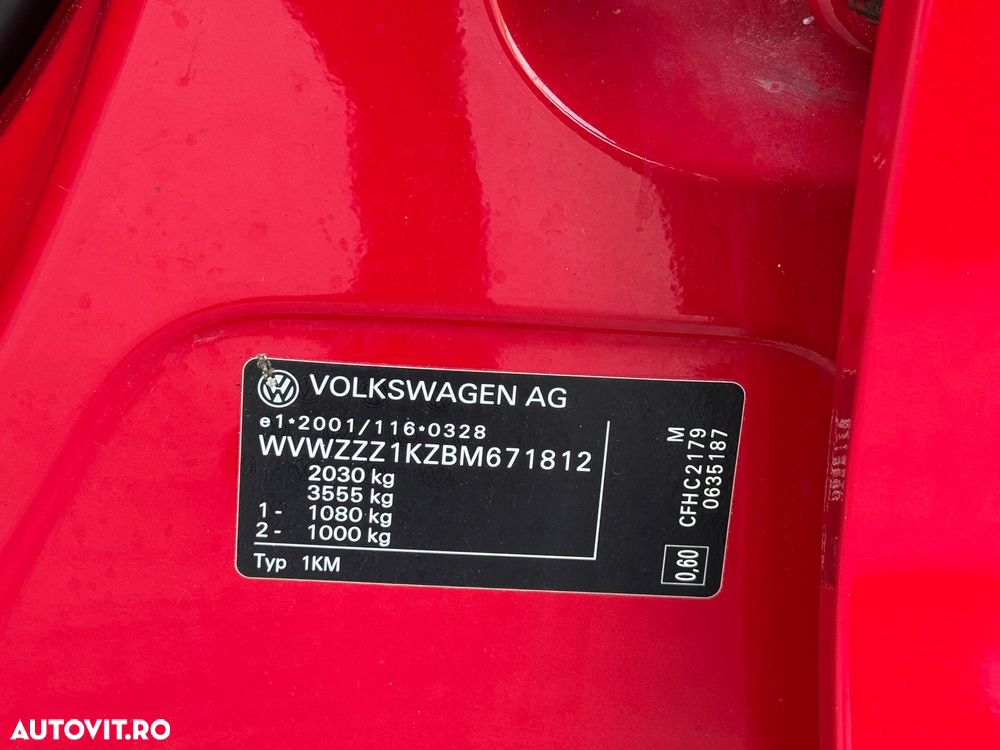 VOLKSWAGEN AG
e1*2001/116*0328
WVWZZZ1KZBM671812
2030 kg
3555 kg
1- 1080 kg
2- 1000 kg
Typ 1KM
M
CFHC2179
0635187
0,60
AUTOVIT.RO